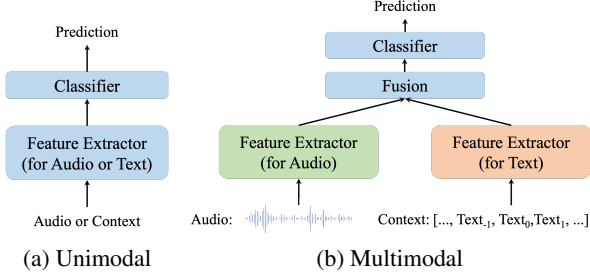 Prediction
Classifier
Feature Extractor
(for Audio or Text)
Audio or Context
(a) Unimodal
Prediction
Classifier
Fusion
Feature Extractor
(for Audio)
Feature Extractor
(for Text)
Audio:
Context: [..., Text-1, Text0,Text1, ...]
(b) Multimodal